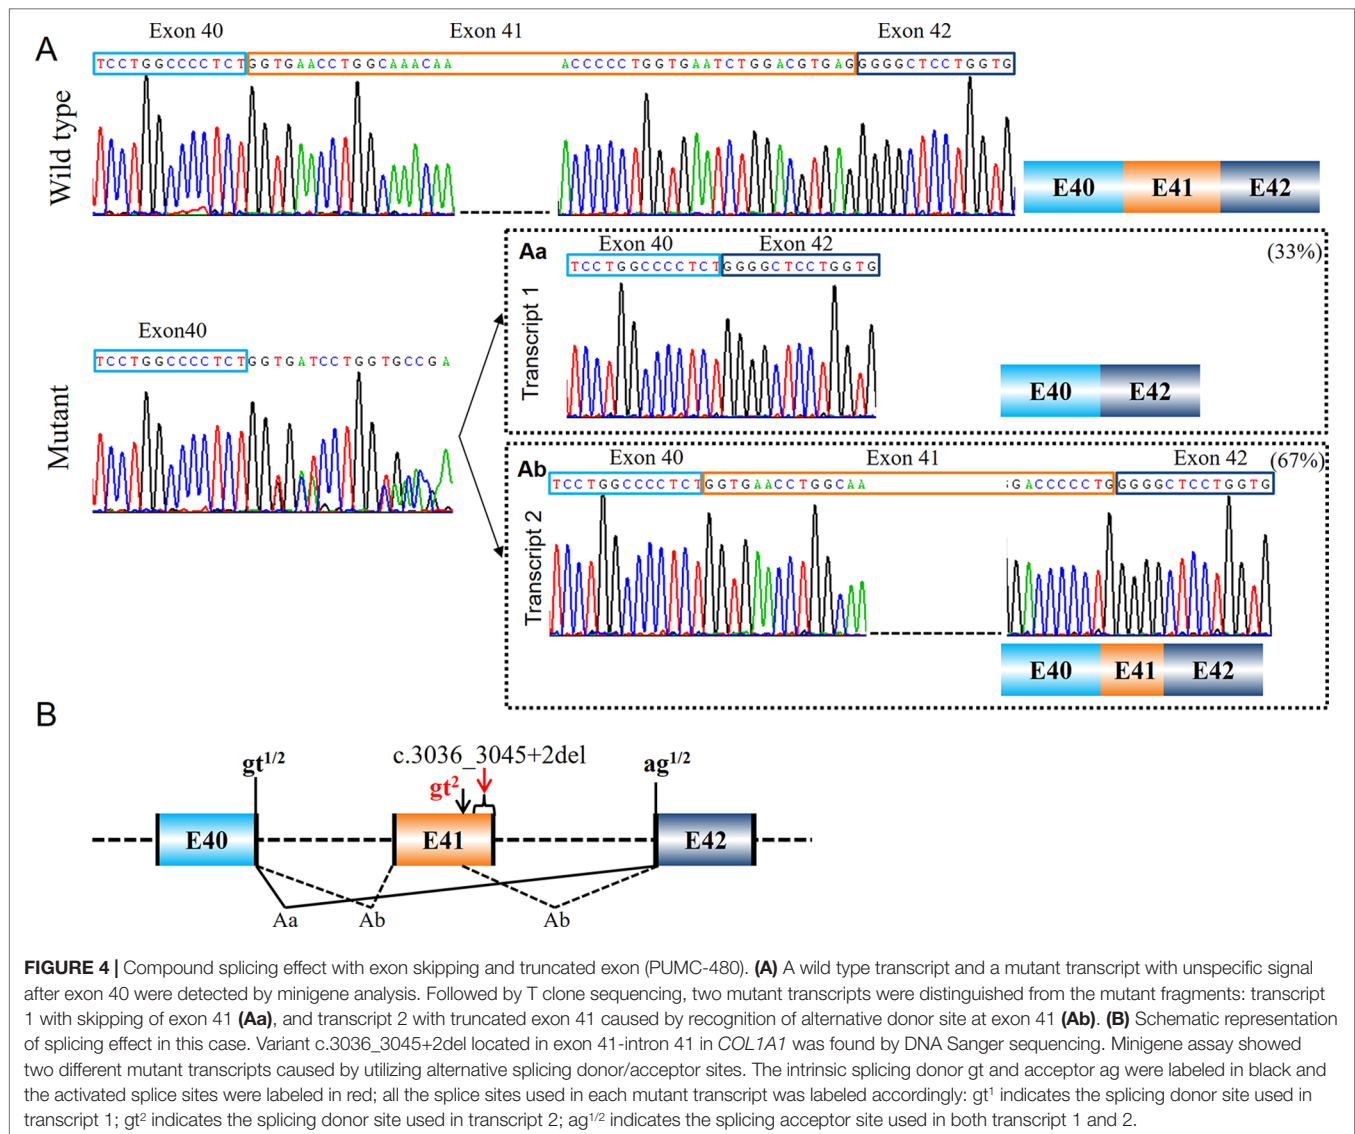 A
Exon 40
Exon 41
Exon 42
TCCTGGCCCCTCTGGTGAACCTGGCAAACAA
ACCCCCTGGTGAATCTGGACGTGAGGGGGCTCCTGGTG
Wild type
E40
E41
E42
Aa
Exon 40
Exon 42
(33%)
TCCTGGCCCCTCTGGGGCTCCTGGTG
Transcript 1
E40
E42
Exon40
TCCTGGCCCCTCTGGTGATCCTGGTGCCGA
Mutant
Ab
Exon 40
Exon 41
Exon 42
(67%)
TCCTGGCCCCTCTGGTGAACCTGGCAA
GACCCCCTGGGGGCTCCTGGTG
Transcript 2
E40
E41
E42
B
c.3036_3045+2del
gt1/2
gt2
ag1/2
E40
E41
E42
Aa
Ab
Ab
FIGURE 4 | Compound splicing effect with exon skipping and truncated exon (PUMC-480). (A) A wild type transcript and a mutant transcript with unspecific signal
after exon 40 were detected by minigene analysis. Followed by T clone sequencing, two mutant transcripts were distinguished from the mutant fragments: transcript
1 with skipping of exon 41 (Aa), and transcript 2 with truncated exon 41 caused by recognition of alternative donor site at exon 41 (Ab). (B) Schematic representation
of splicing effect in this case. Variant c.3036_3045+2del located in exon 41-intron 41 in COL1A1 was found by DNA Sanger sequencing. Minigene assay showed
two different mutant transcripts caused by utilizing alternative splicing donor/acceptor sites. The intrinsic splicing donor gt and acceptor ag were labeled in black and
the activated splice sites were labeled in red; all the splice sites used in each mutant transcript was labeled accordingly: gt1 indicates the splicing donor site used in
transcript 1; gt2 indicates the splicing donor site used in transcript 2; ag1/2 indicates the splicing acceptor site used in both transcript 1 and 2.